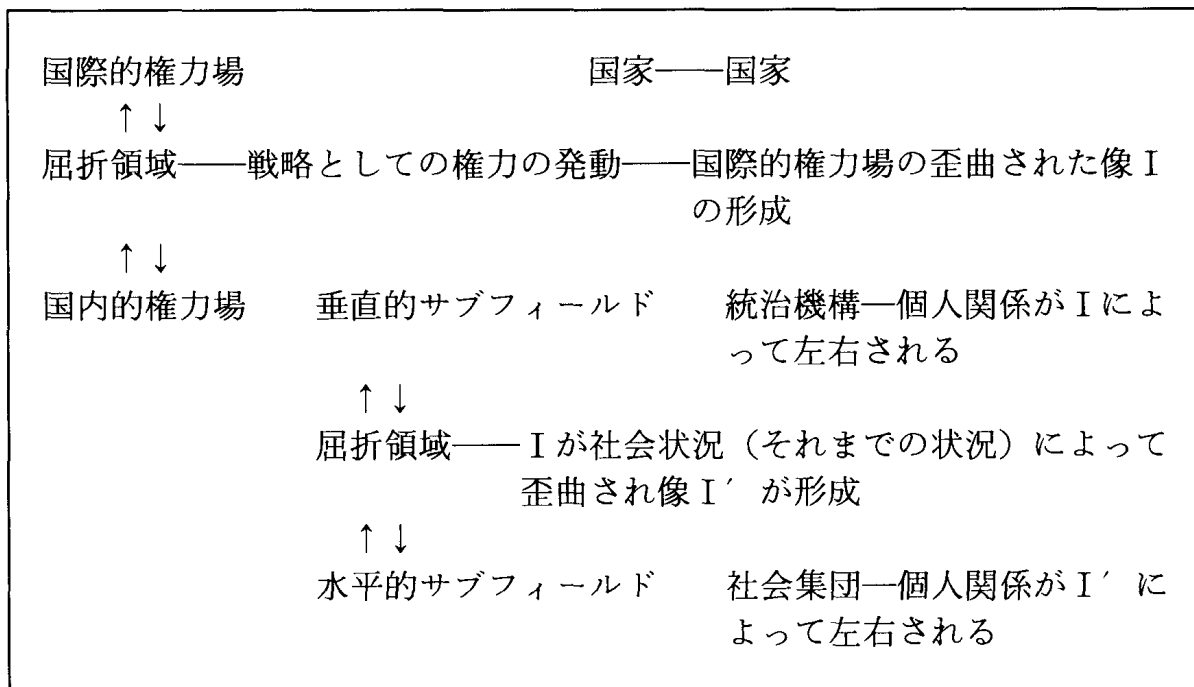 国際的権力場 国家——国家
↑ ↓
屈折領域——戦略としての権力の発動——国際的権力場の歪曲された像Ｉ
の形成
↑ ↓
国内的権力場 垂直的サブフィールド 統治機構—個人関係がＩによ
って左右される
↑ ↓
屈折領域——Ｉが社会状況（それまでの状況）によって
歪曲され像Ｉ′が形成
↑ ↓
水平的サブフィールド 社会集団—個人関係がＩ′に
よって左右される